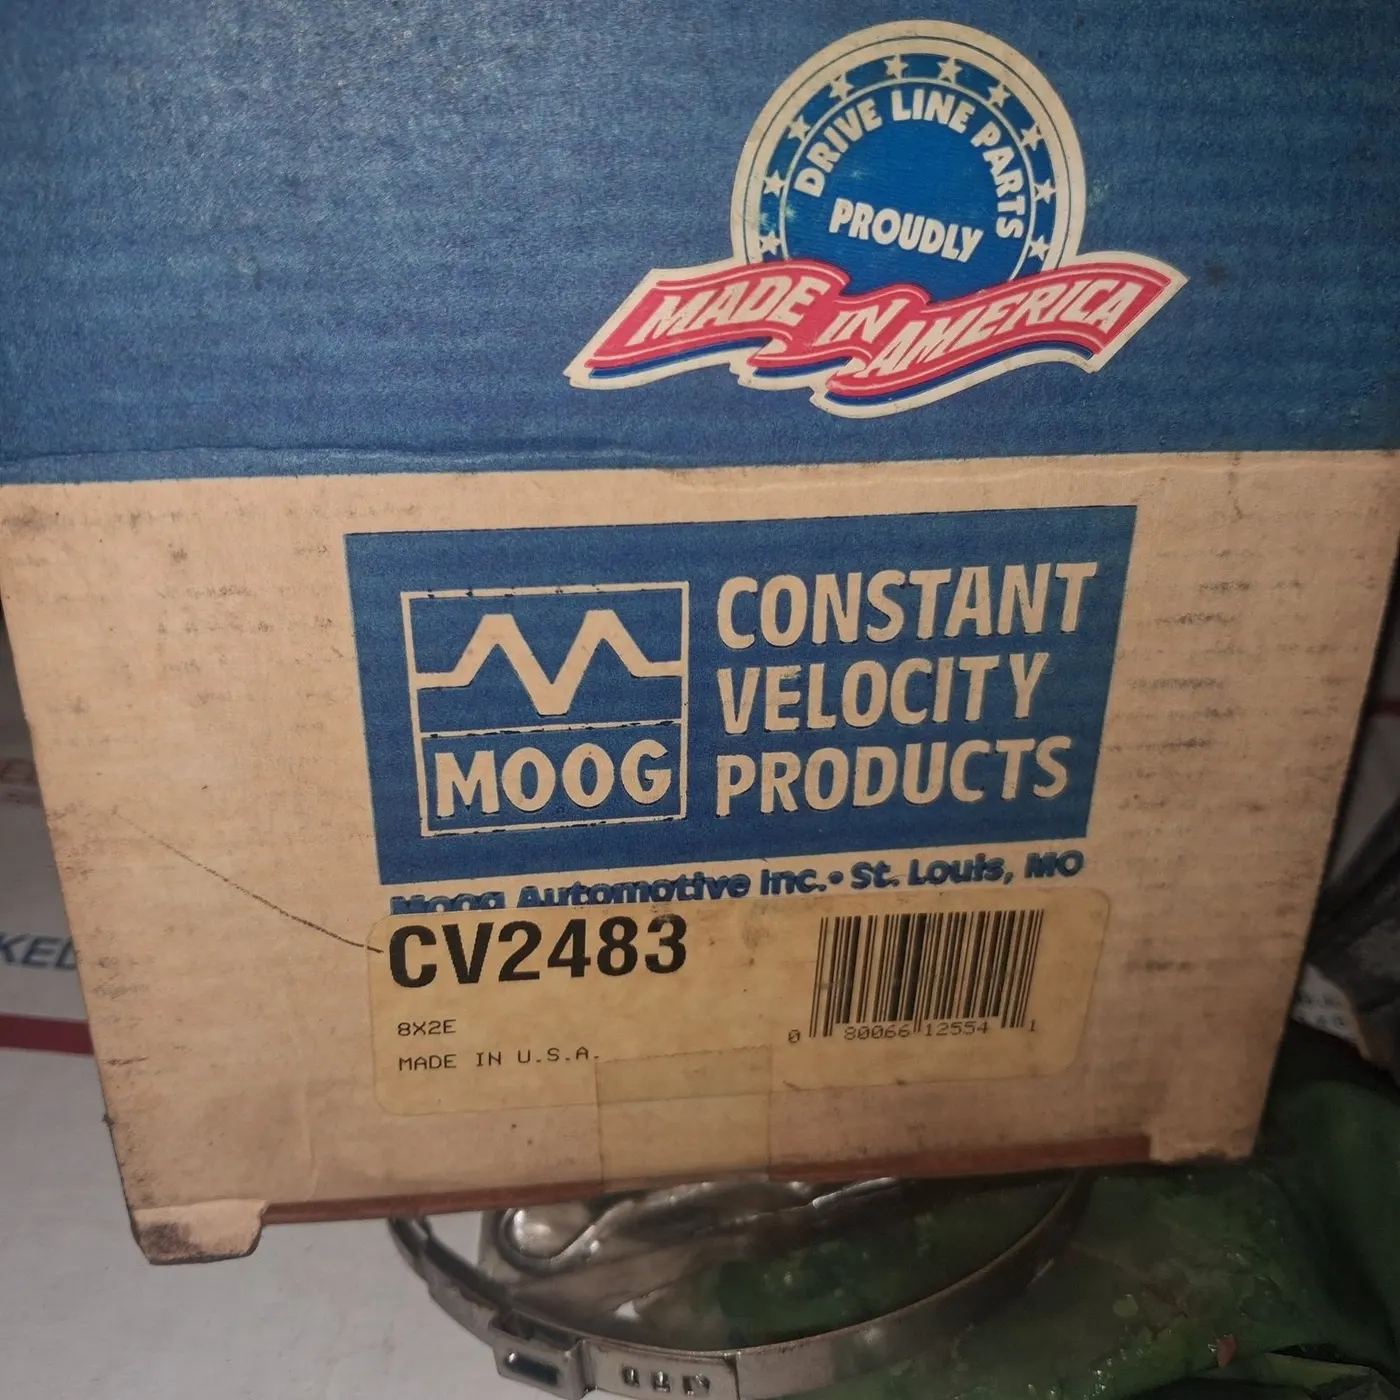 DRIVE LINE PARTS
PROUDLY
MADE IN AMERICA
MOOG
CONSTANT
VELOCITY
PRODUCTS
Moog Automotive Inc. • St. Louis, MO
CV2483
8X2E
MADE IN U.S.A.
0 80066 12554 1
KED